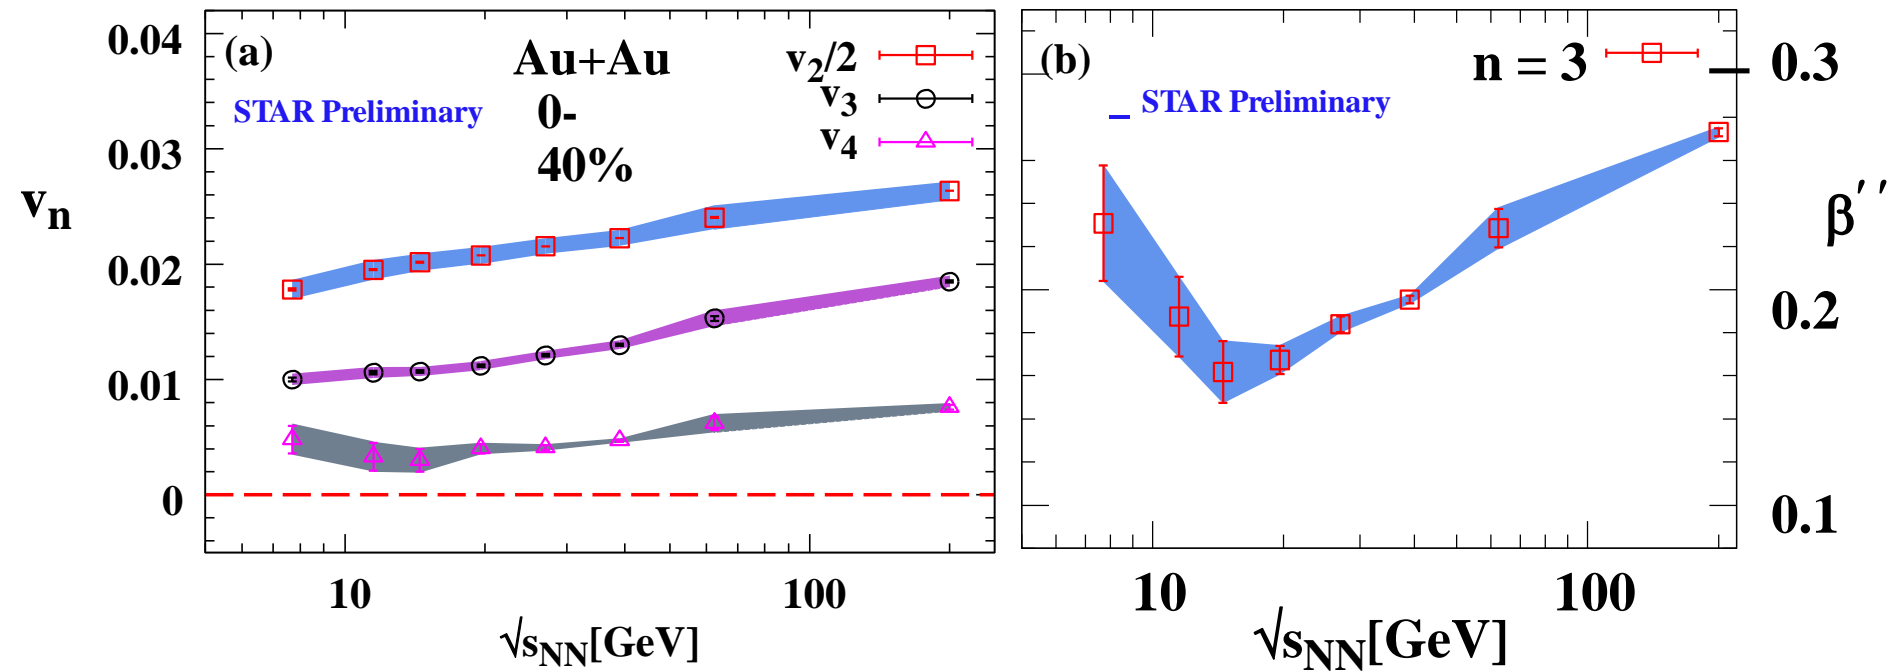 (a)
Au+Au
0-
40%
STAR Preliminary
v2/2
v3
v4
0.04
0.03
0.02
0.01
0
vn
10
100
√sNN[GeV]
(b)
n = 3
STAR Preliminary
0.3
0.2
0.1
β′′
10
100
√sNN[GeV]